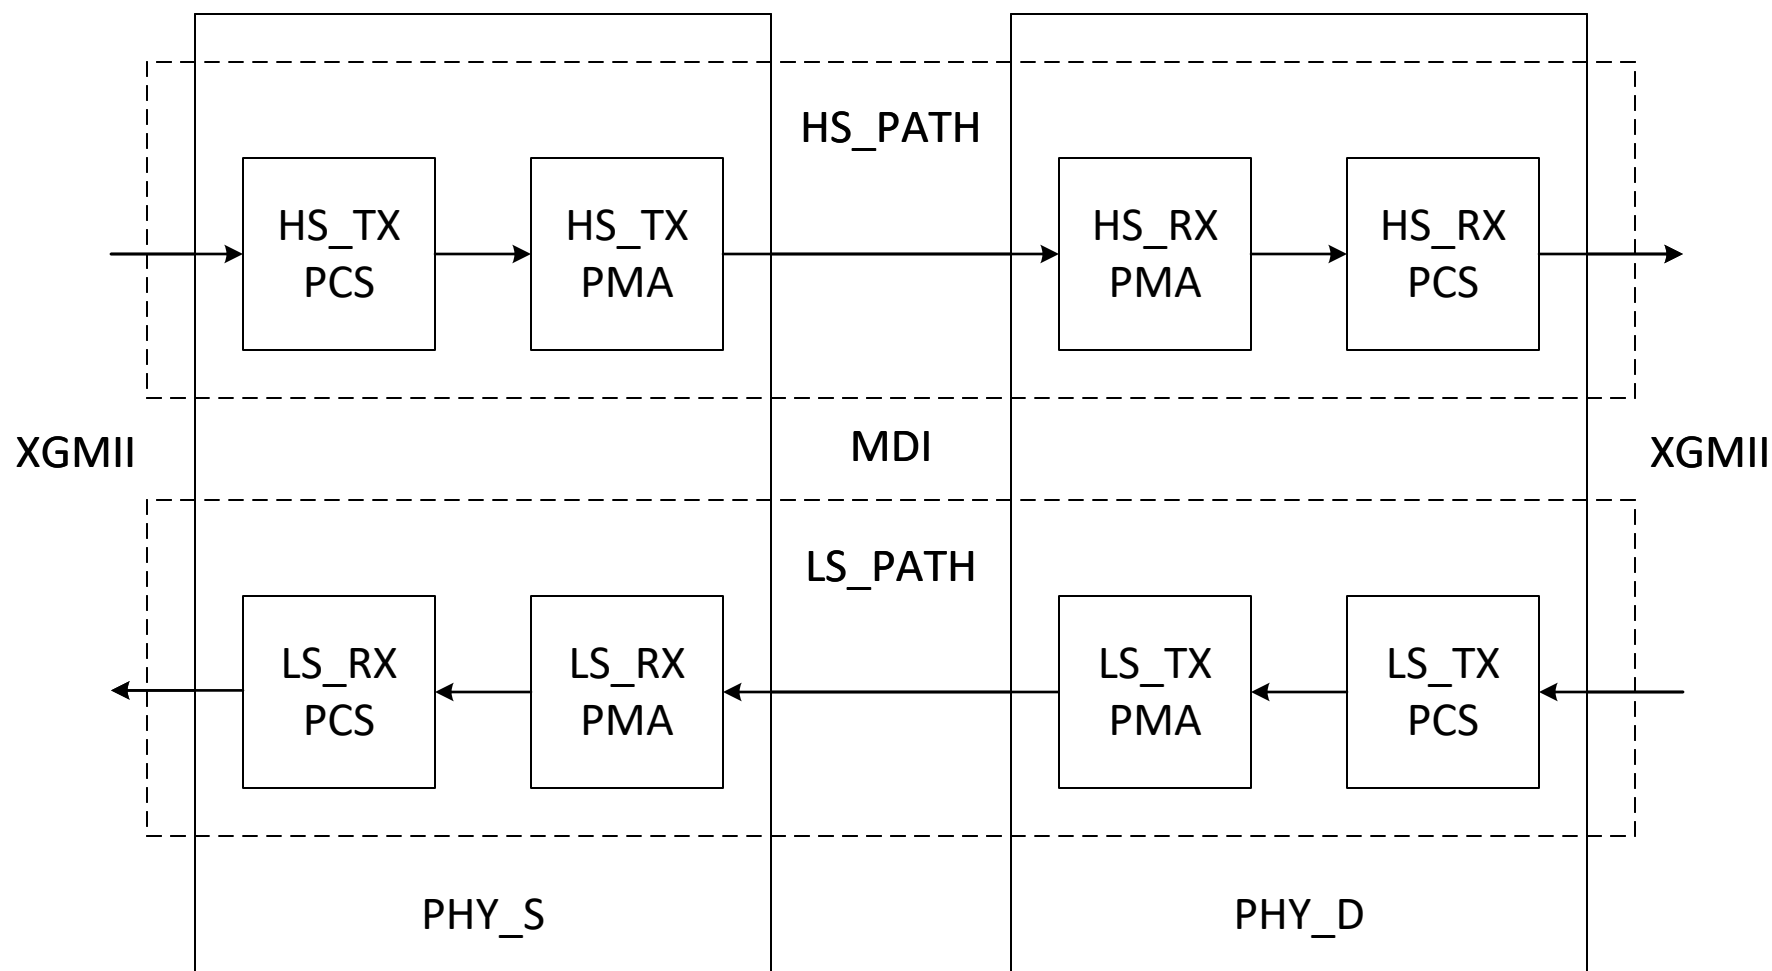 HS_PATH
HS_TX
PCS
HS_TX
PMA
HS_RX
PMA
HS_RX
PCS
XGMII
MDI
XGMII
LS_PATH
LS_RX
PCS
LS_RX
PMA
LS_TX
PMA
LS_TX
PCS
PHY_S
PHY_D